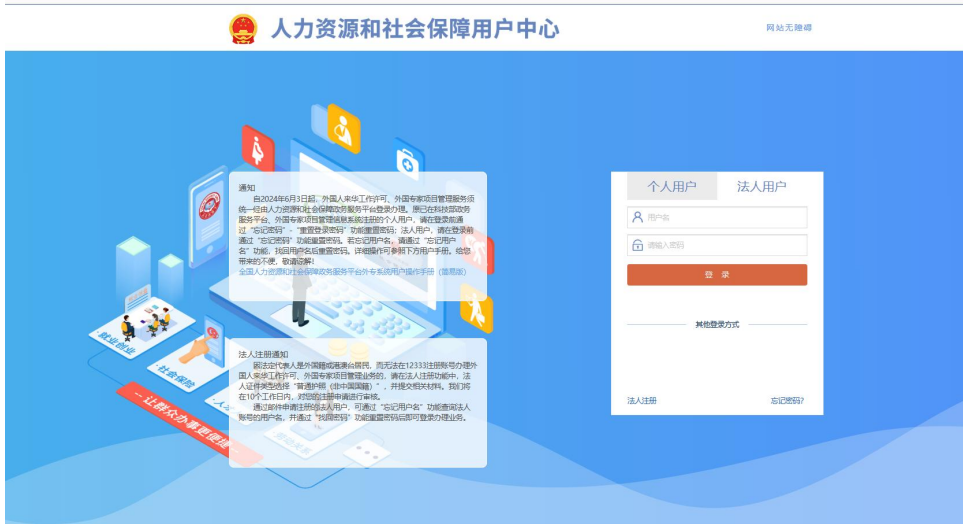 人力资源和社会保障用户中心
网站无障碍
通知
自2024年6月3日起，外国人来华工作许可、外国专家项目管理服务须
统一经由人力资源和社会保障政务服务平台登录办理。原已在科技部政务
服务平台、外国专家项目管理信息系统注册的个人用户，请在登录前通
过“忘记密码”-“重置登录密码”功能重置密码；法人用户，请在登录前
通过“忘记密码”功能重置密码。若忘记用户名，请通过“忘记用户
名”功能，找回用户名后重置密码。详细操作可参照下方用户手册。给您
带来的不便，敬请谅解！
全国人力资源和社会保障政务服务平台外专系统用户操作手册（简易版）
个人用户
法人用户
用户名
请输入密码
登 录
其他登录方式
法人注册
忘记密码?
法人注册通知
因法定代表人是外国籍或港澳台居民，而无法在12333注册账号办理外
国人来华工作许可、外国专家项目管理业务的，请在法人注册功能中，法
人证件类型选择“普通护照（非中国国籍）”，并提交相关材料。我们将
在10个工作日内，对您的注册申请进行审核。
通过邮件申请注册的法人用户，可通过“忘记用户名”功能查阅法人
账号的用户名，并通过“找回密码”功能重置密码后即可登录办理业务。
就业创业
·社会保险
·人
劳动关系
— 让群众办事更便捷 —